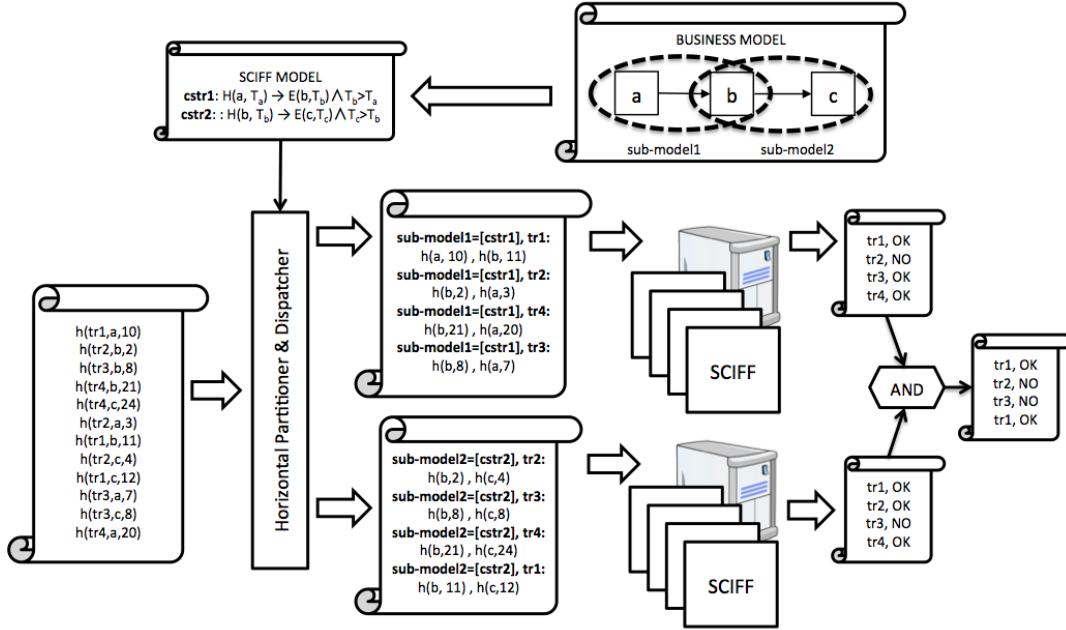 BUSINESS MODEL
a
b
c
sub-model1
sub-model2
SCIFF MODEL
cstr1: H(a, Ta) → E(b,Tb)∧Tb>Ta
cstr2: : H(b, Tb) → E(c,Tc)∧Tc>Tb
h(tr1,a,10)
h(tr2,b,2)
h(tr3,b,8)
h(tr4,b,21)
h(tr4,c,24)
h(tr2,a,3)
h(tr1,b,11)
h(tr2,c,4)
h(tr1,c,12)
h(tr3,a,7)
h(tr3,c,8)
h(tr4,a,20)
Horizontal Partitioner & Dispatcher
sub-model1=[cstr1], tr1:
h(a, 10) , h(b, 11)
sub-model1=[cstr1], tr2:
h(b,2) , h(a,3)
sub-model1=[cstr1], tr4:
h(b,21) , h(a,20)
sub-model1=[cstr1], tr3:
h(b,8) , h(a,7)
SCIFF
tr1, OK
tr2, NO
tr3, OK
tr4, OK
sub-model2=[cstr2], tr2:
h(b,2) , h(c,4)
sub-model2=[cstr2], tr3:
h(b,8) , h(c,8)
sub-model2=[cstr2], tr4:
h(b,21) , h(c,24)
sub-model2=[cstr2], tr1:
h(b, 11) , h(c,12)
SCIFF
tr1, OK
tr2, OK
tr3, NO
tr4, OK
AND
tr1, OK
tr2, NO
tr3, NO
tr1, OK